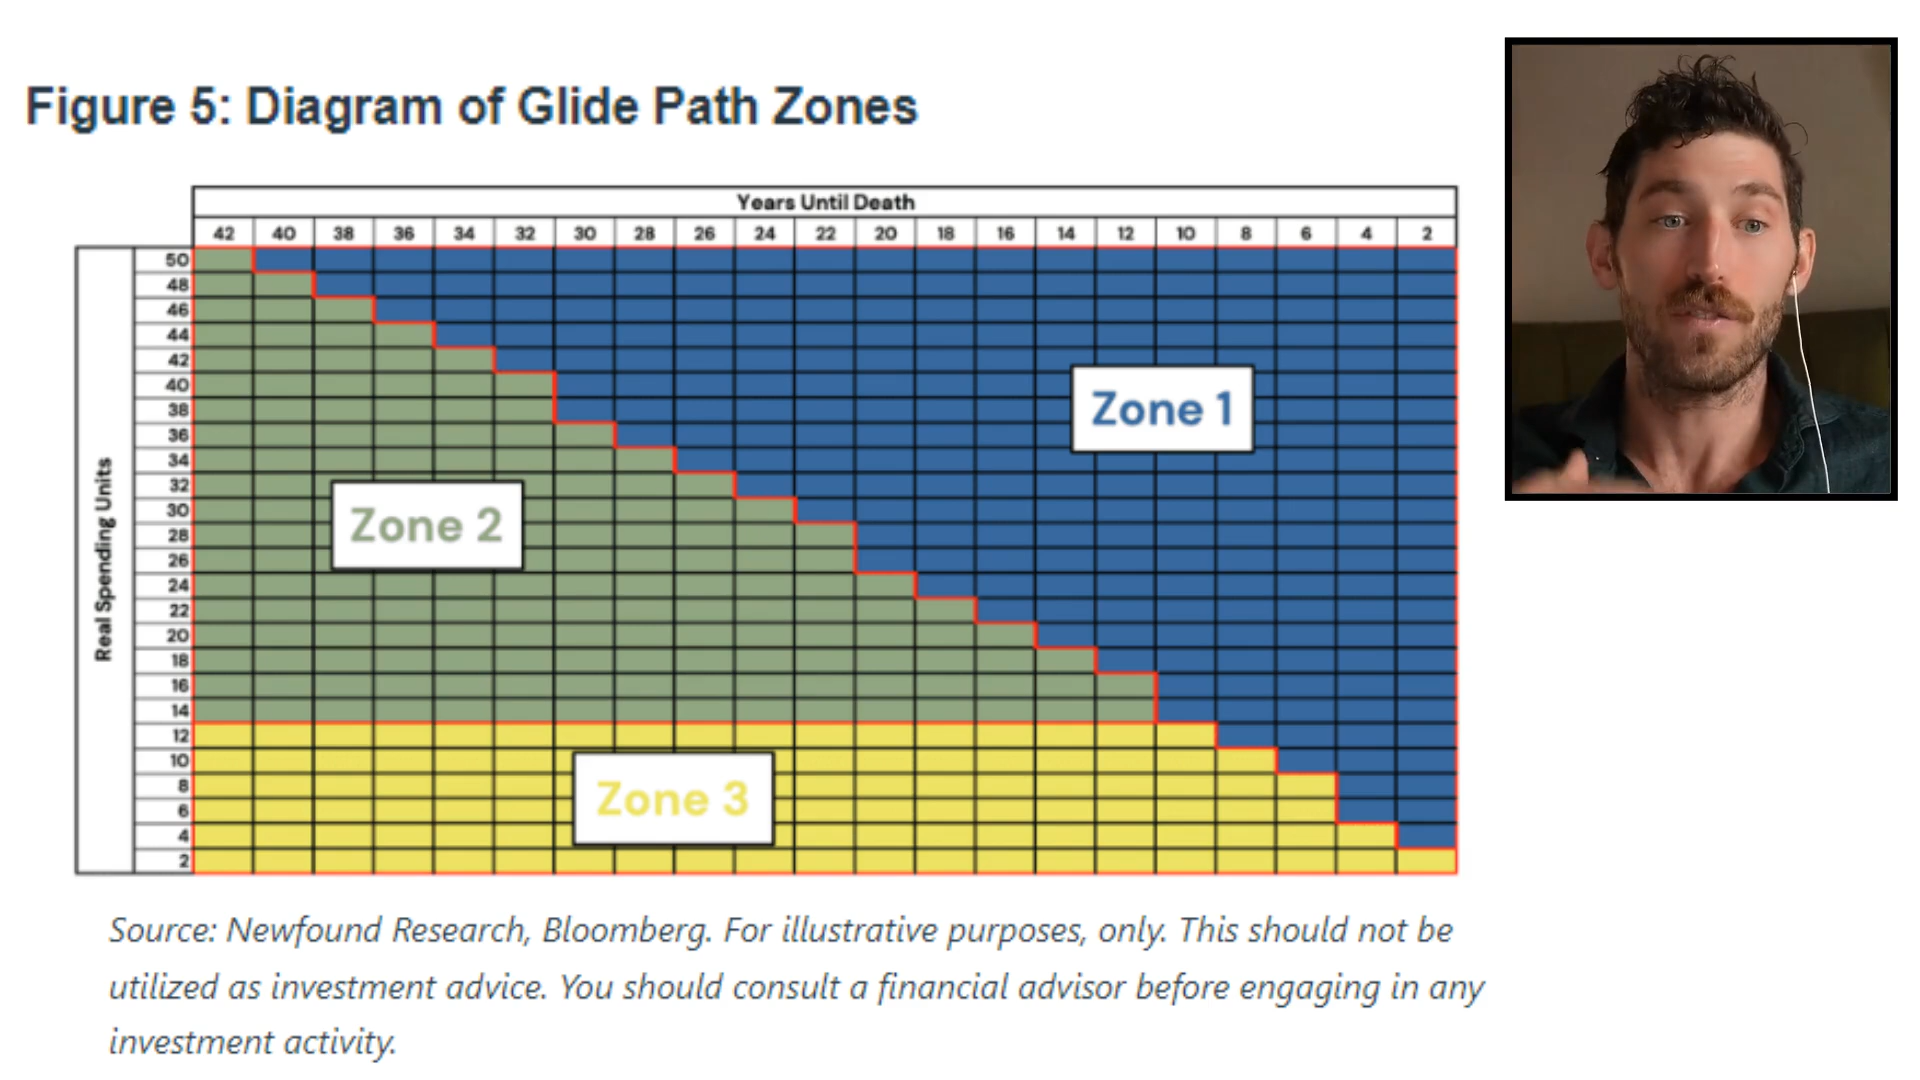 Figure 5: Diagram of Glide Path Zones
Years Until Death
42 40 38 36 34 32 30 28 26 24 22 20 18 16 14 12 10 8 6 4 2
Real Spending Units
50
48
46
44
42
40
38
36
34
32
30
28
26
24
22
20
18
16
14
12
10
8
6
4
2
Zone 1
Zone 2
Zone 3
Source: Newfound Research, Bloomberg. For illustrative purposes, only. This should not be
utilized as investment advice. You should consult a financial advisor before engaging in any
investment activity.